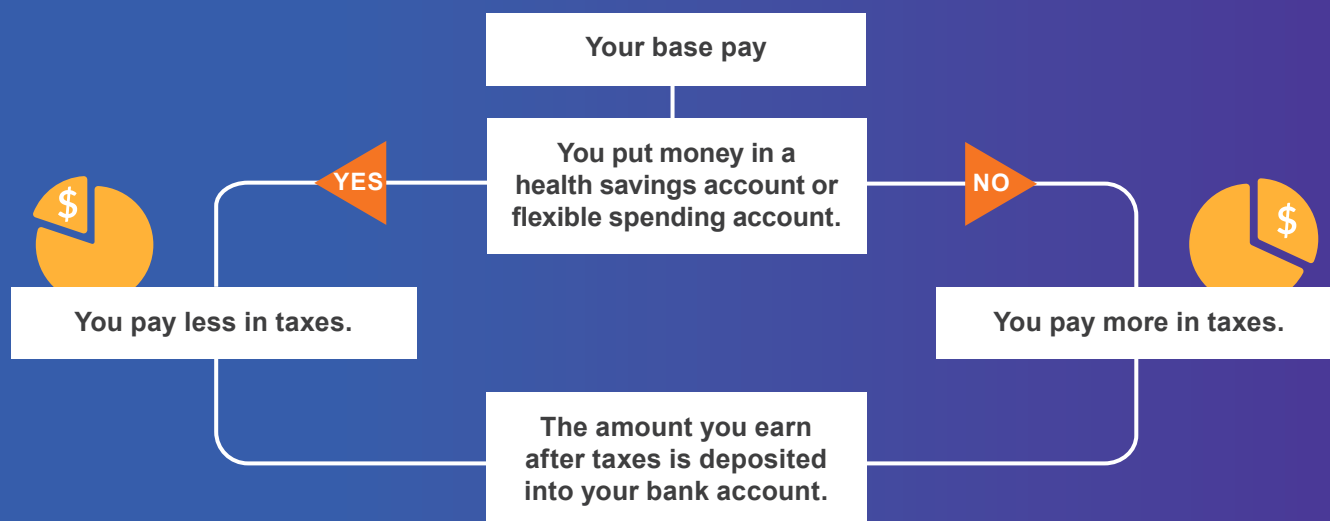 Your base pay
You put money in a
health savings account or
flexible spending account.
YES
NO
$
$
You pay less in taxes.
You pay more in taxes.
The amount you earn
after taxes is deposited
into your bank account.